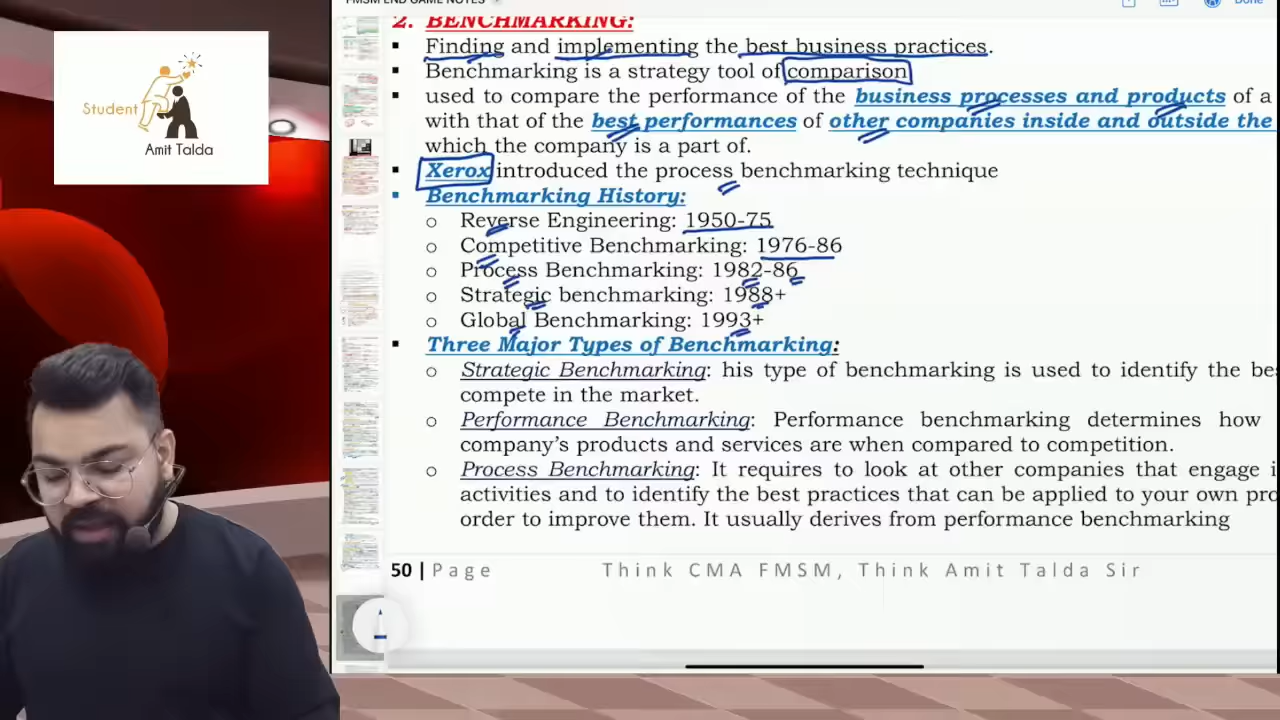 FMSM END GAME NOTES
Done
Student
Amit Talda
2. BENCHMARKING:
▪ Finding and implementing the best business practices.
▪ Benchmarking is a strategy tool of comparison
▪ used to compare the performance of the business processes and products of a
with that of the best performance of other companies inside and outside the
which the company is a part of.
▪ Xerox introduced the process benchmarking technique
▪ Benchmarking History:
o Reverse Engineering: 1950-75
o Competitive Benchmarking: 1976-86
o Process Benchmarking: 1982-86
o Strategic benchmarking: 1988+
o Global Benchmarking: 1993+
▪ Three Major Type of Benchmarking:
o Strategic Benchmarking: his type of benchmarking is used to identify the bes
compete in the market.
o Performance Benchmarking: Performance benchmarking determines how
company's products and services are when compared to competition.
o Process Benchmarking: it requires to look at other companies that engage i
activities and to identify the best practices that can be applied to your own pro
order to improvement. usually derives from performance benchmarking
50 | Page Think CMA FMSM, Think Amit Talda Sir